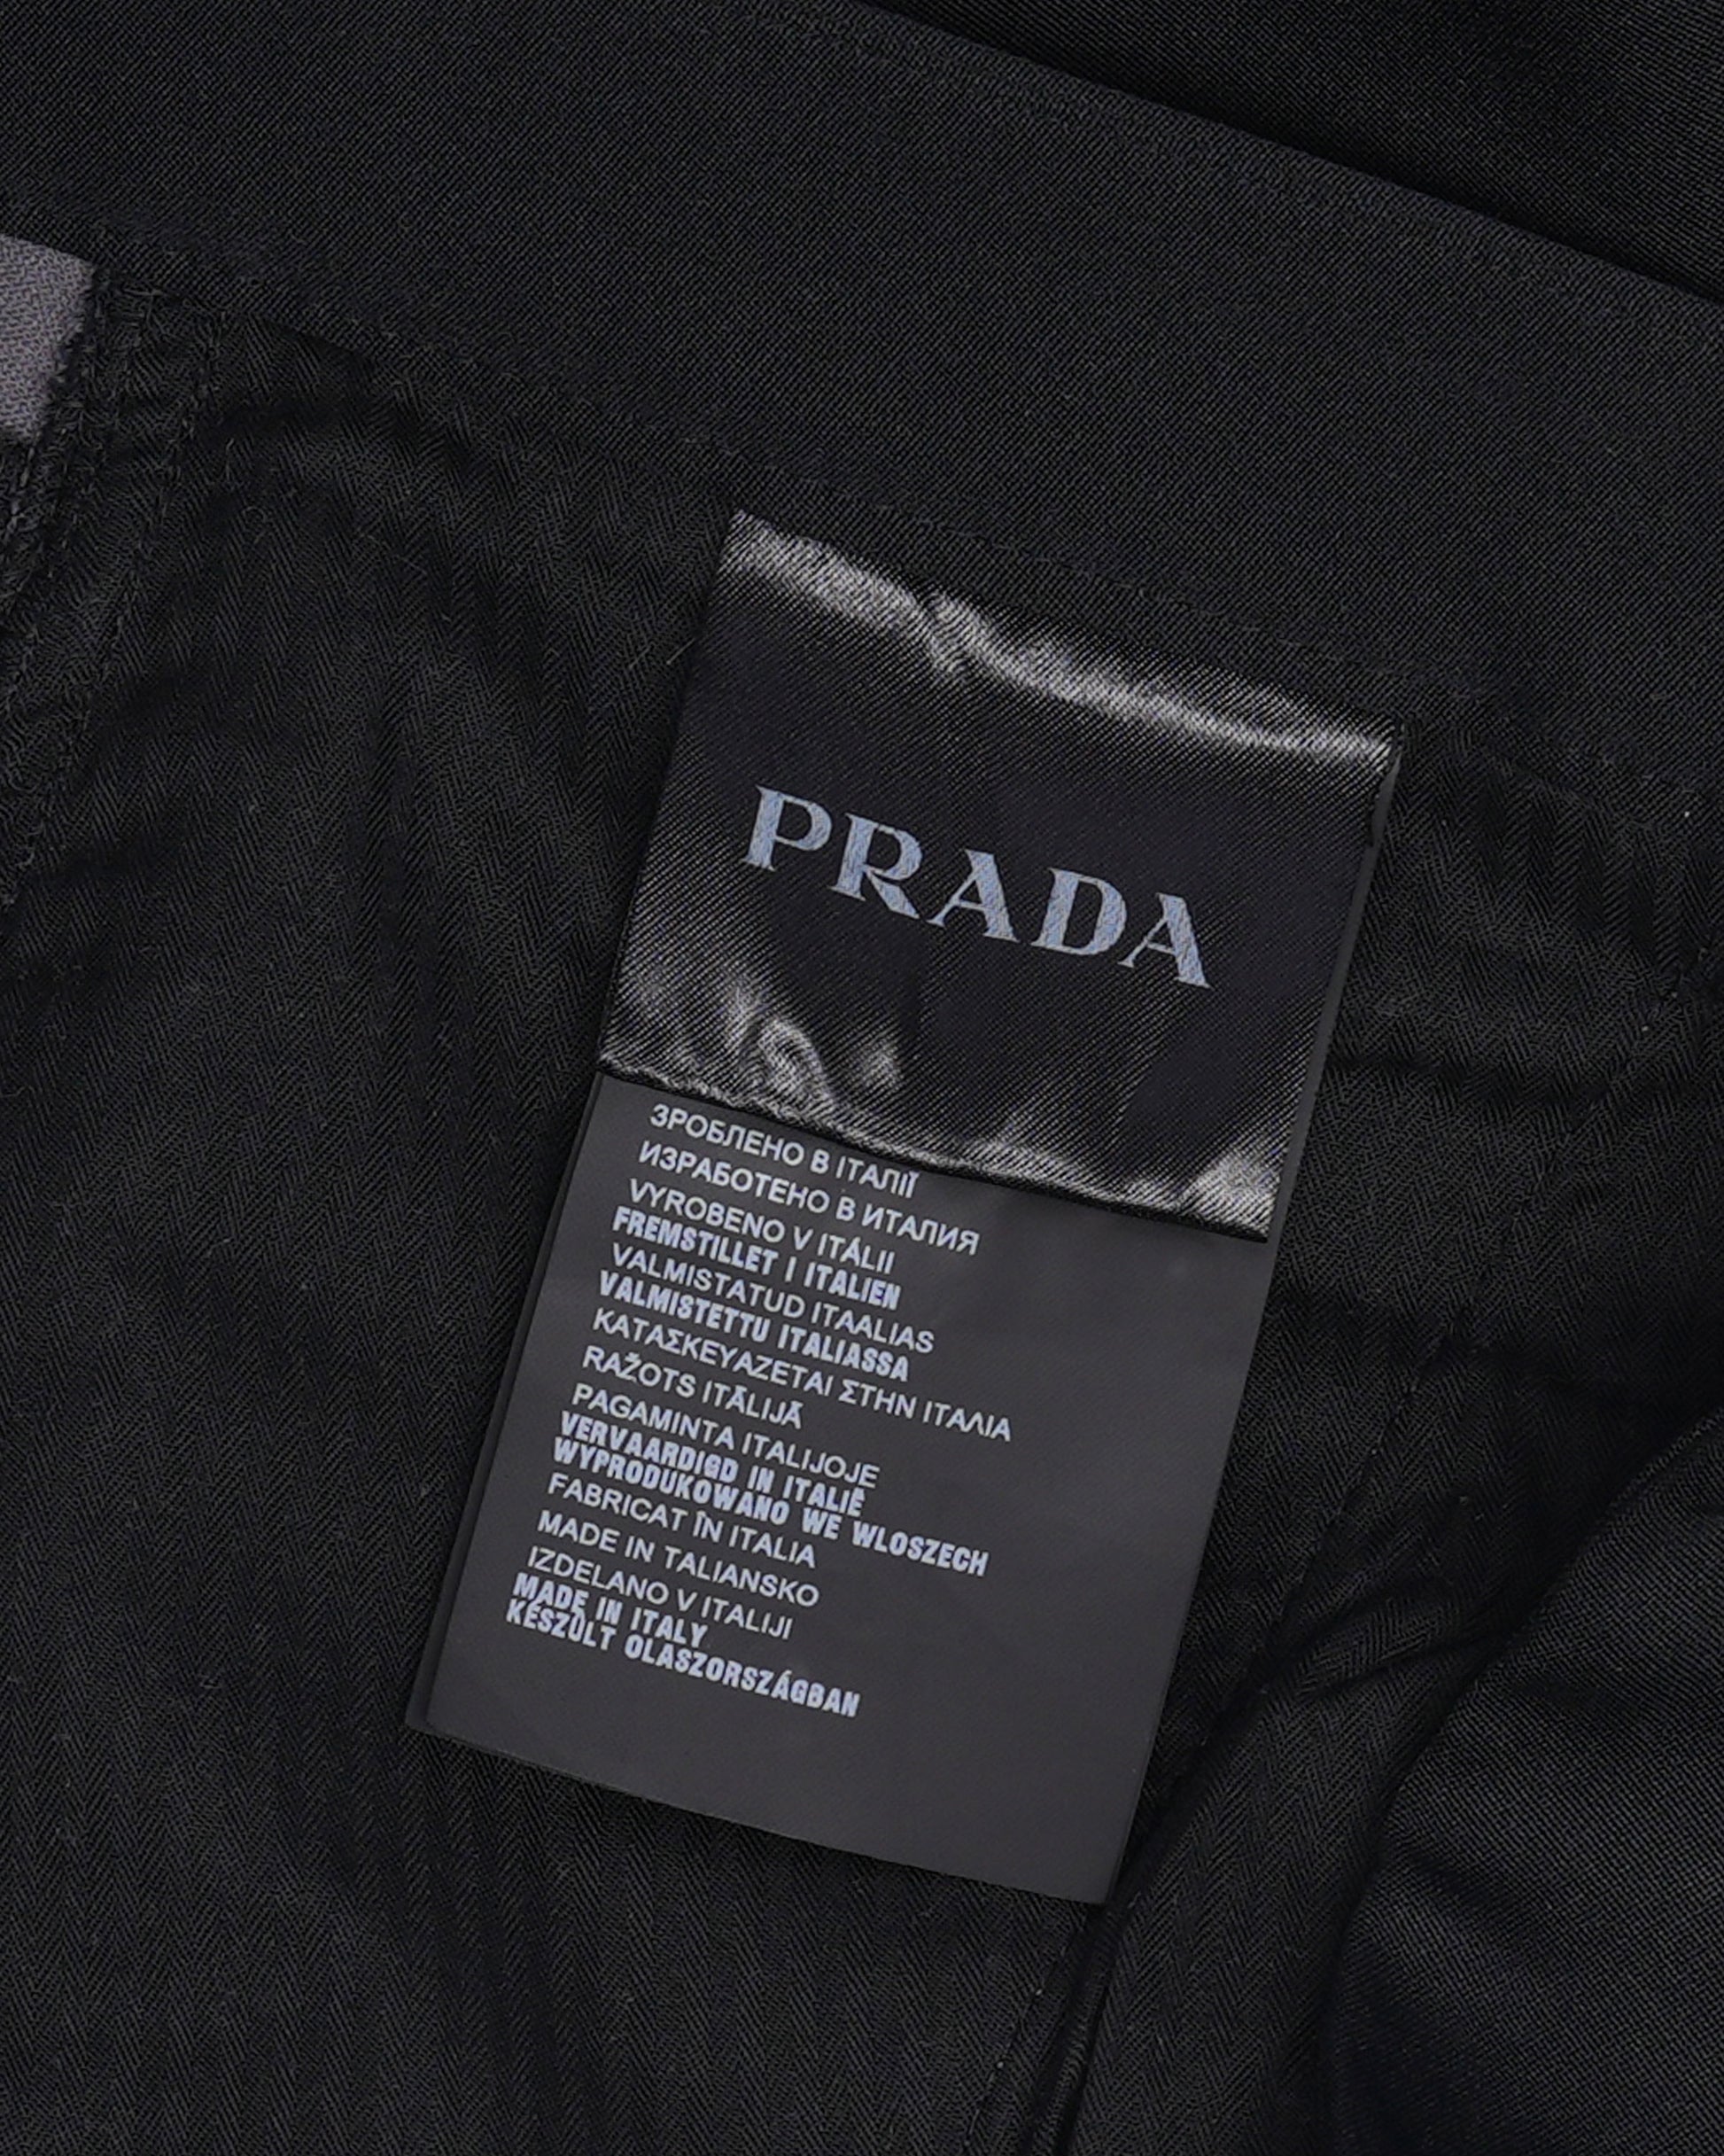 PRADA
ЗРОБЛЕНО В ІТАЛІЇ
ИЗРАБОТЕНО В ИТАЛИЯ
VYROBENO V ITÁLII
FREMSTILLET I ITALIEN
VALMISTATUD ITAALIAS
VALMISTETTU ITALIASSA
ΚΑΤΑΣΚΕYΑΖΕΤΑΙ ΣΤΗΝ ΙΤΑΛΙΑ
RAŽOTS ITĀLIJĀ
PAGAMINTA ITALIJOJE
VERVAARDIGD IN ITALIË
WYPRODUKOWANO WE WLOSZECH
FABRICAT ÎN ITALIA
MADE IN TALIANSKO
IZDELANO V ITALIJI
MADE IN ITALY
KÉSZÜLT OLASZORSZÁGBAN